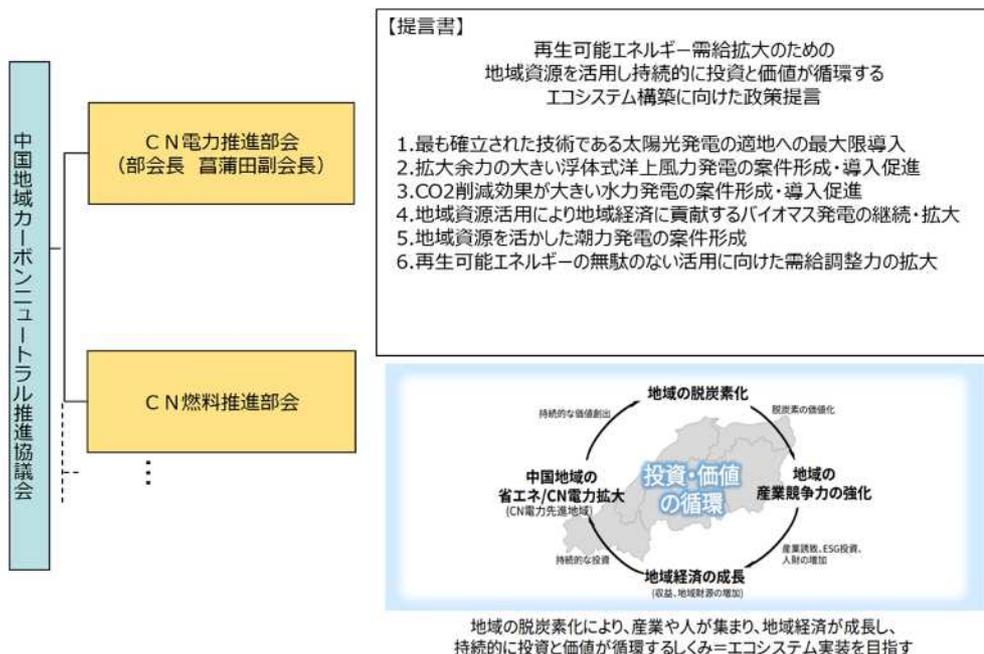 中国地域カーボンニュートラル推進協議会
ＣＮ電力推進部会
（部会長　菖蒲田副会長）
ＣＮ燃料推進部会
【提言書】
再生可能エネルギー需給拡大のための
地域資源を活用し持続的に投資と価値が循環する
エコシステム構築に向けた政策提言
1.最も確立された技術である太陽光発電の適地への最大限導入
2.拡大余力の大きい浮体式洋上風力発電の案件形成・導入促進
3.CO2削減効果が大きい水力発電の案件形成・導入促進
4.地域資源活用により地域経済に貢献するバイオマス発電の継続・拡大
5.地域資源を活かした潮力発電の案件形成
6.再生可能エネルギーの無駄のない活用に向けた需給調整力の拡大
地域の脱炭素化
持続的な価値創出
脱炭素の価値化
中国地域の
省エネ/CN電力拡大
(CN電力先進地域)
投資・価値
の循環
地域の
産業競争力の強化
持続的な投資
産業誘致、ESG投資、
人財の増加
地域経済の成長
(収益、地域財源の増加)
地域の脱炭素化により、産業や人が集まり、地域経済が成長し、
持続的に投資と価値が循環するしくみ＝エコシステム実装を目指す